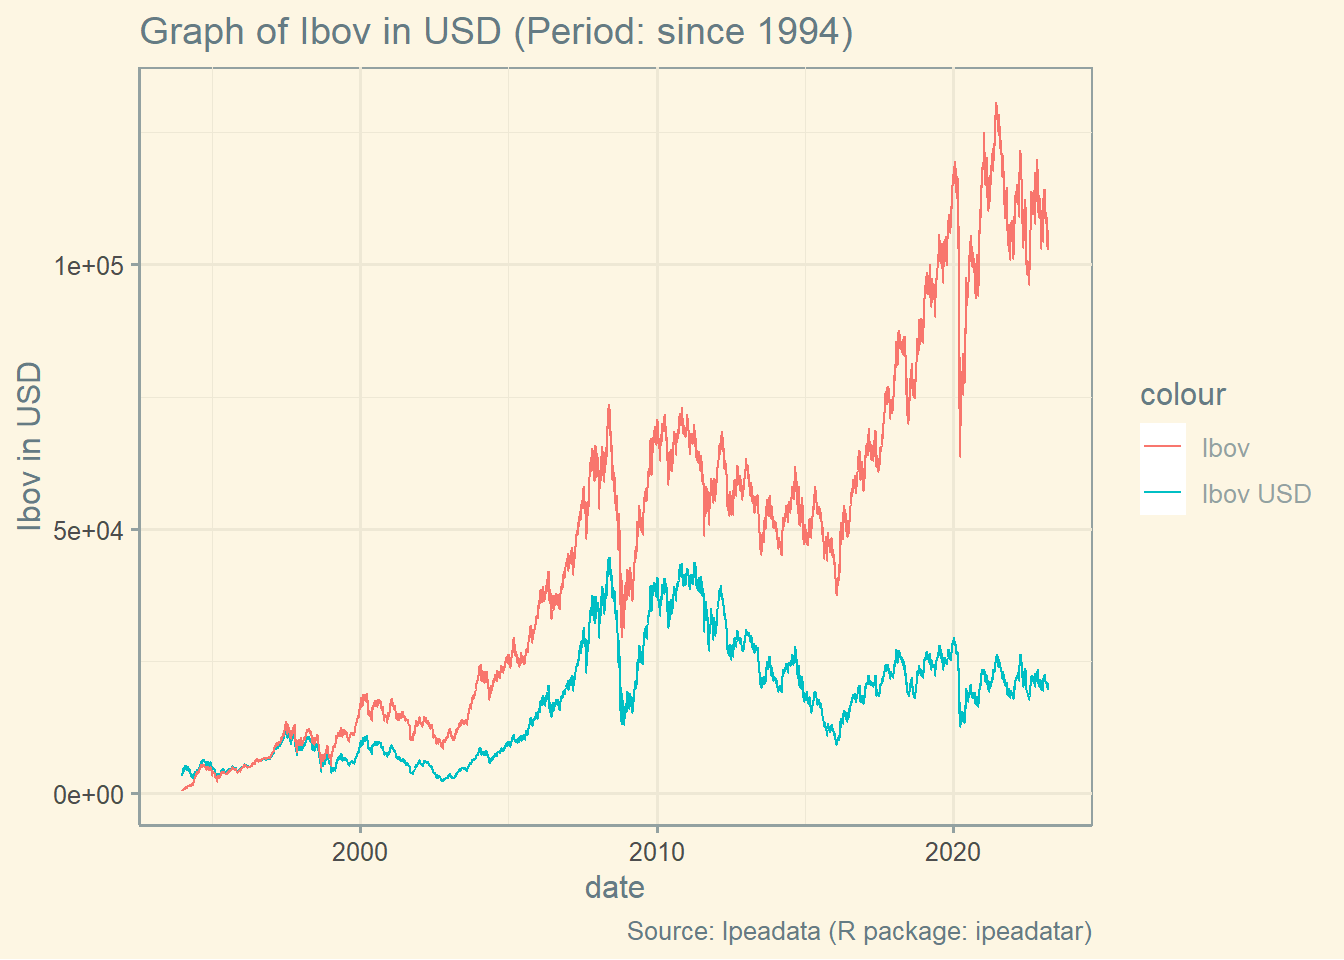 Graph of Ibov in USD (Period: since 1994)
Ibov in USD
1e+05
5e+04
0e+00
2000
2010
2020
date
colour
Ibov
Ibov USD
Source: Ipeadata (R package: ipeadatar)